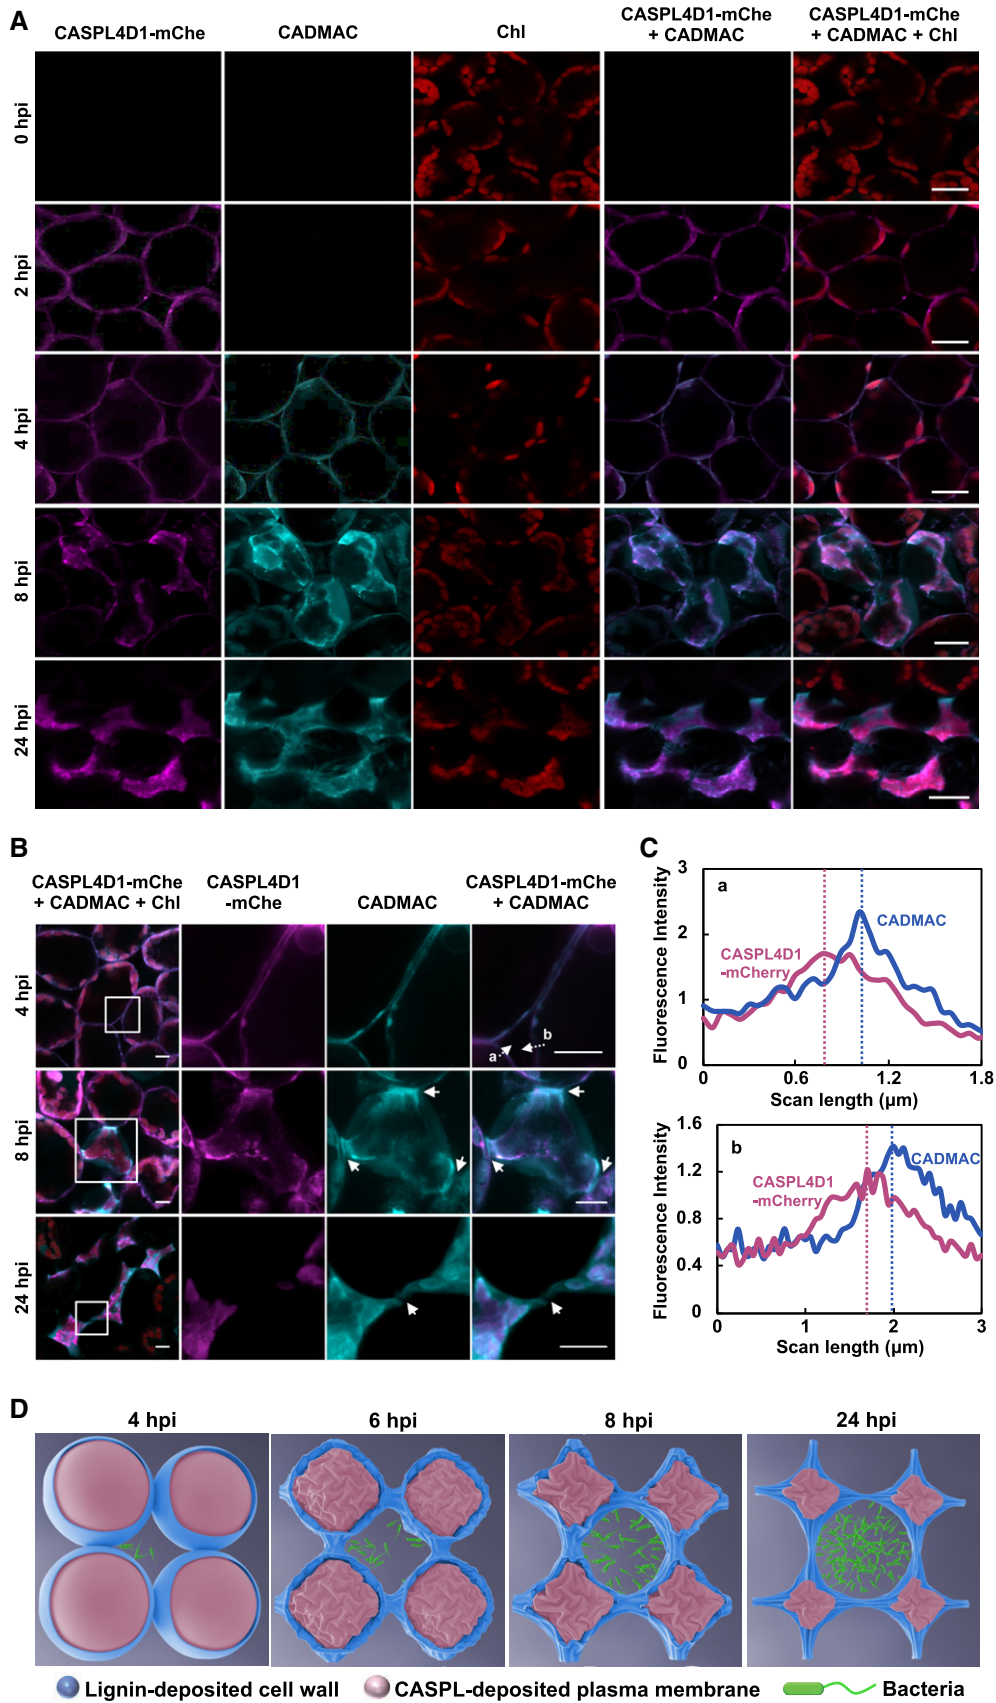 A
CASPL4D1-mChe
CADMAC
Chl
CASPL4D1-mChe
+ CADMAC
CASPL4D1-mChe
+ CADMAC + Chl
0 hpi
2 hpi
4 hpi
8 hpi
24 hpi
B
CASPL4D1-mChe
+ CADMAC + Chl
CASPL4D1
-mChe
CADMAC
CASPL4D1-mChe
+ CADMAC
4 hpi
a
b
8 hpi
24 hpi
C
Fluorescence Intensity
3
2
1
0
a
CADMAC
CASPL4D1
-mCherry
0
0.6
1.2
1.8
Scan length (µm)
Fluorescence Intensity
1.6
1.2
0.8
0.4
0
b
CADMAC
CASPL4D1
-mCherry
0
1
2
3
Scan length (µm)
D
4 hpi
6 hpi
8 hpi
24 hpi
Lignin-deposited cell wall
CASPL-deposited plasma membrane
Bacteria